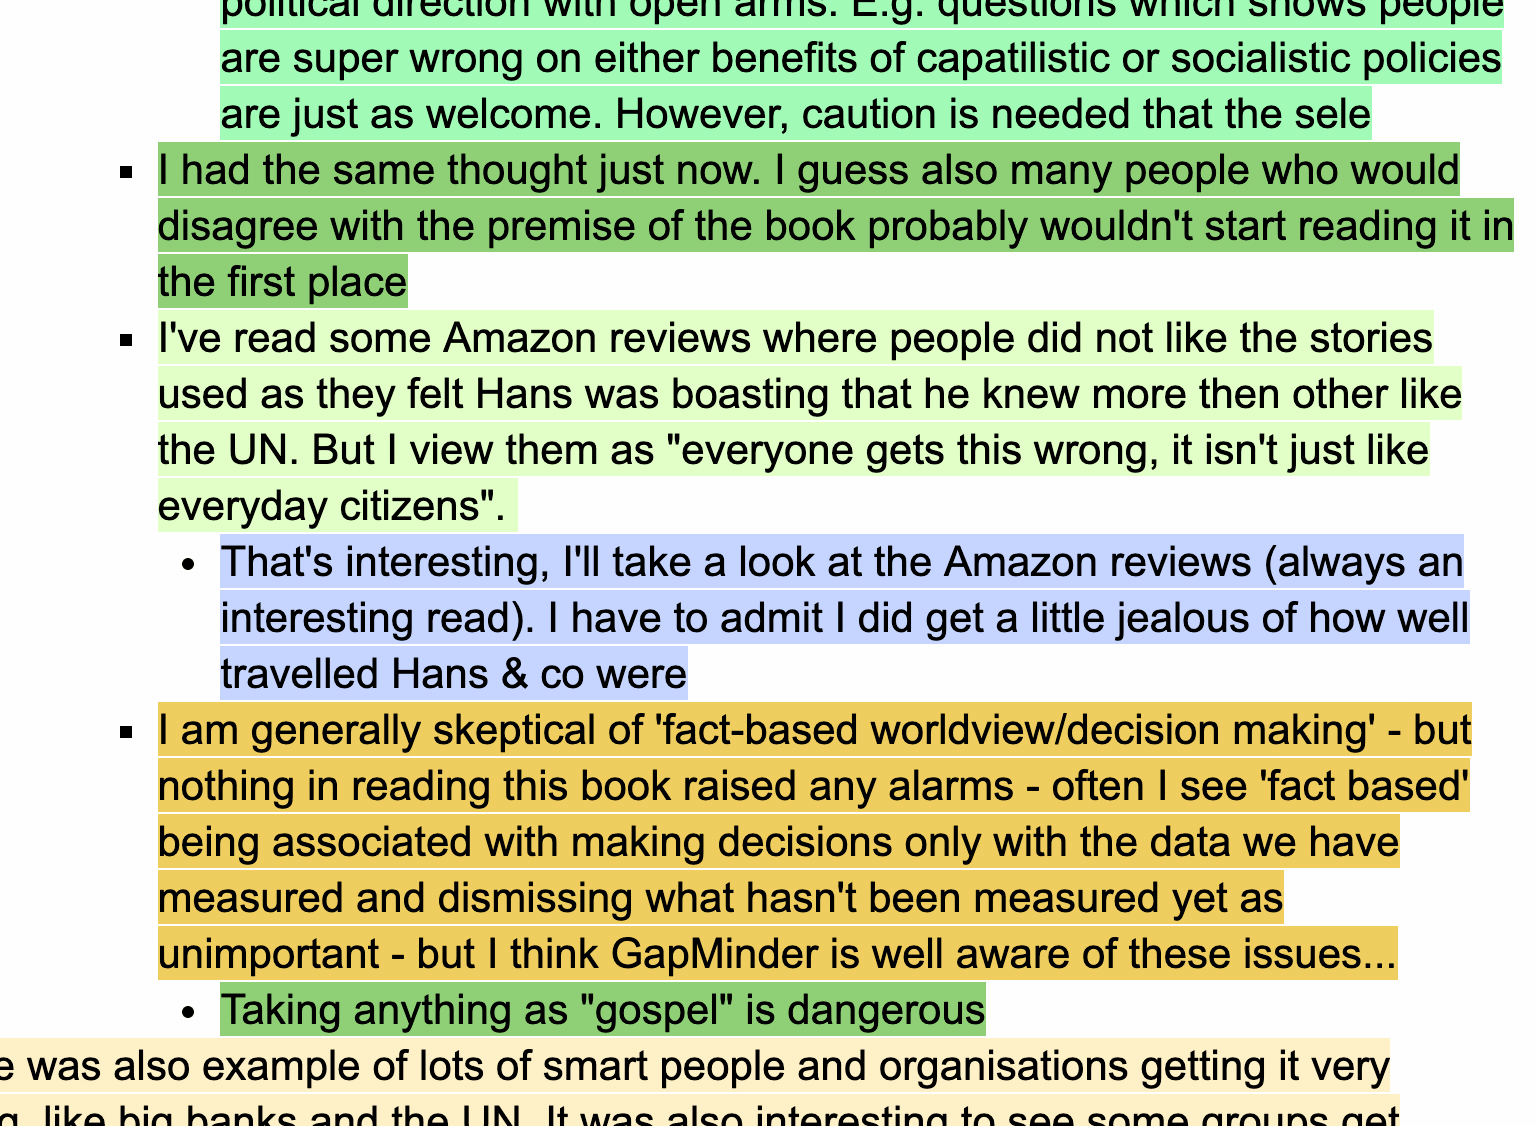 political direction with open arms. E.g. questions which shows people
are super wrong on either benefits of capatilistic or socialistic policies
are just as welcome. However, caution is needed that the sele
I had the same thought just now. I guess also many people who would
disagree with the premise of the book probably wouldn't start reading it in
the first place
I've read some Amazon reviews where people did not like the stories
used as they felt Hans was boasting that he knew more then other like
the UN. But I view them as "everyone gets this wrong, it isn't just like
everyday citizens".
That's interesting, I'll take a look at the Amazon reviews (always an
interesting read). I have to admit I did get a little jealous of how well
travelled Hans & co were
I am generally skeptical of 'fact-based worldview/decision making' - but
nothing in reading this book raised any alarms - often I see 'fact based'
being associated with making decisions only with the data we have
measured and dismissing what hasn't been measured yet as
unimportant - but I think GapMinder is well aware of these issues...
Taking anything as "gospel" is dangerous
e was also example of lots of smart people and organisations getting it very
g, like big banks and the UN. It was also interesting to see some groups get